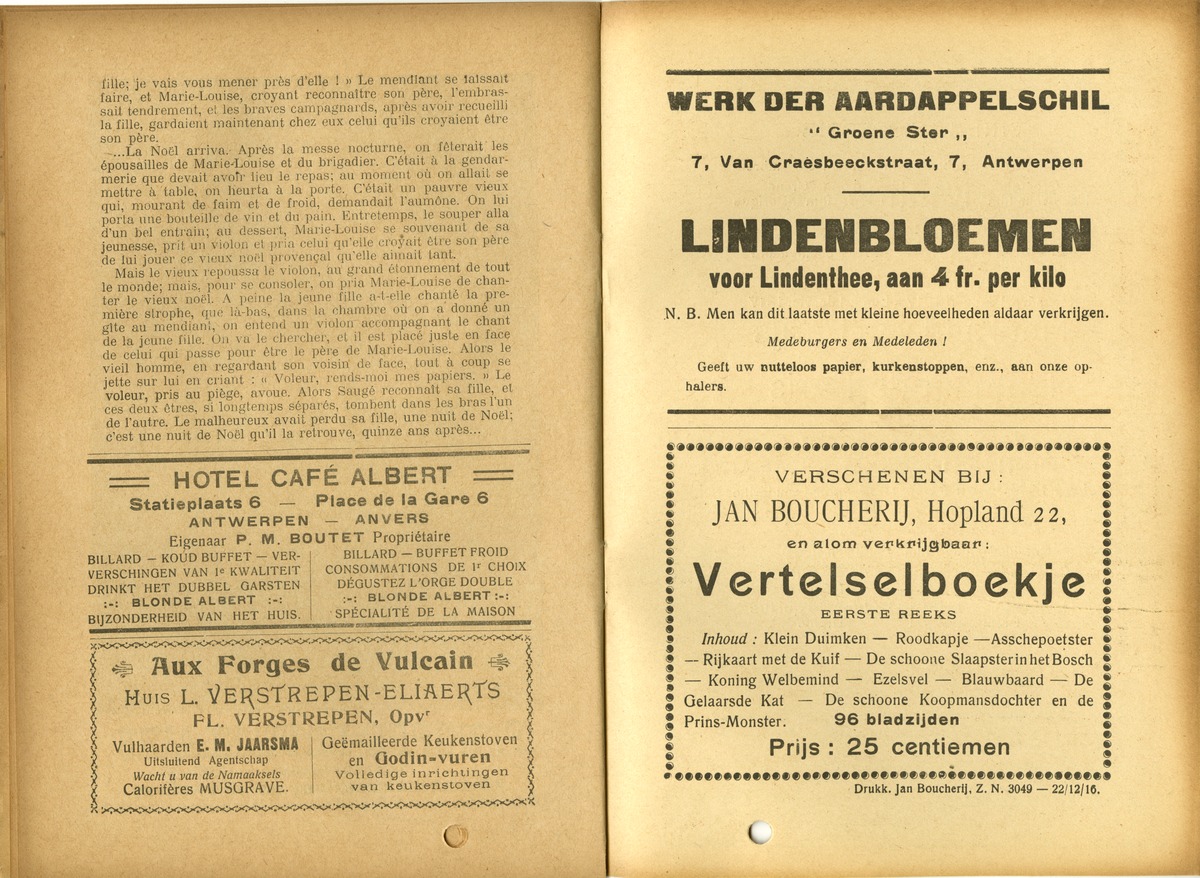 fille; je vais vous mener près d'elle ! » Le mendiant se laissait
faire, et Marie-Louise, croyant reconnaître son père, l'embras-
sait tendrement, et les braves campagnards, après avoir recueilli
la fille, gardaient maintenant chez eux celui qu'ils croyaient être
son père.
...La Noël arriva. Après la messe nocturne, on fêterait les
épousailles de Marie-Louise et du brigadier. C'était à la gendar-
merie que devait avoir lieu le repas; au moment où on allait se
mettre à table, on heurta à la porte. C'était un pauvre vieux
qui, mourant de faim et de froid, demandait l'aumône. On lui
porta une bouteille de vin et du pain. Entretemps, le souper alla
d'un bel entrain; au dessert, Marie-Louise se souvenant de sa
jeunesse, prit un violon et pria celui qu'elle croyait être son père
de lui jouer ce vieux noël provençal qu'elle aimait tant.
Mais le vieux repoussa le violon, au grand étonnement de tout
le monde; mais, pour se consoler, on pria Marie-Louise de chan-
ter le vieux noël. A peine la jeune fille a-t-elle chanté la pre-
mière strophe, que là-bas, dans la chambre où on a donné un
gîte au mendiant, on entend un violon accompagnant le chant
de la jeune fille. On va le chercher, et il est placé juste en face
de celui qui passe pour être le père de Marie-Louise. Alors le
vieil homme, en regardant son voisin de face, tout à coup se
jette sur lui en criant : « Voleur, rends-moi mes papiers. » Le
voleur, pris au piège, avoue. Alors Saugé reconnaît sa fille, et
ces deux êtres, si longtemps séparés, tombent dans les bras l'un
de l'autre. Le malheureux avait perdu sa fille, une nuit de Noël;
c'est une nuit de Noël qu'il la retrouve, quinze ans après...
HOTEL CAFÉ ALBERT
Statieplaats 6 — Place de la Gare 6
ANTWERPEN — ANVERS
Eigenaar P. M. BOUTET Propriétaire
BILLARD — KOUD BUFFET — VER-
VERSCHINGEN VAN 1e KWALITEIT
DRINKT HET DUBBEL GARSTEN
:-: BLONDE ALBERT :-:
BIJZONDERHEID VAN HET HUIS.
BILLARD — BUFFET FROID
CONSOMMATIONS DE 1r CHOIX
DÉGUSTEZ L'ORGE DOUBLE
:-: BLONDE ALBERT :-:
SPÉCIALITÉ DE LA MAISON
Aux Forges de Vulcain
HUIS L. VERSTREPEN-ELIAERTS
FL. VERSTREPEN, Opvr
Vulhaarden E. M. JAARSMA
Uitsluitend Agentschap
Wacht u van de Namaaksels
Calorifères MUSGRAVE.
Geëmailleerde Keukenstoven
en Godin-vuren
Volledige inrichtingen
van keukenstoven
WERK DER AARDAPPELSCHIL
“ Groene Ster „
7, Van Craesbeeckstraat, 7, Antwerpen
LINDENBLOEMEN
voor Lindenthee, aan 4 fr. per kilo
N. B. Men kan dit laatste met kleine hoeveelheden aldaar verkrijgen.
Medeburgers en Medeleden !
Geeft uw nutteloos papier, kurkenstoppen, enz., aan onze op-
halers.
VERSCHENEN BIJ :
JAN BOUCHERIJ, Hopland 22,
en alom verkrijgbaar :
Vertelselboekje
EERSTE REEKS
Inhoud : Klein Duimken — Roodkapje —Asschepoetster
— Rijkaart met de Kuif — De schoone Slaapster in het Bosch
— Koning Welbemind — Ezelsvel — Blauwbaard — De
Gelaarsde Kat — De schoone Koopmansdochter en de
Prins-Monster. 96 bladzijden
Prijs : 25 centiemen
Drukk. Jan Boucherij, Z. N. 3049 — 22/12/16.